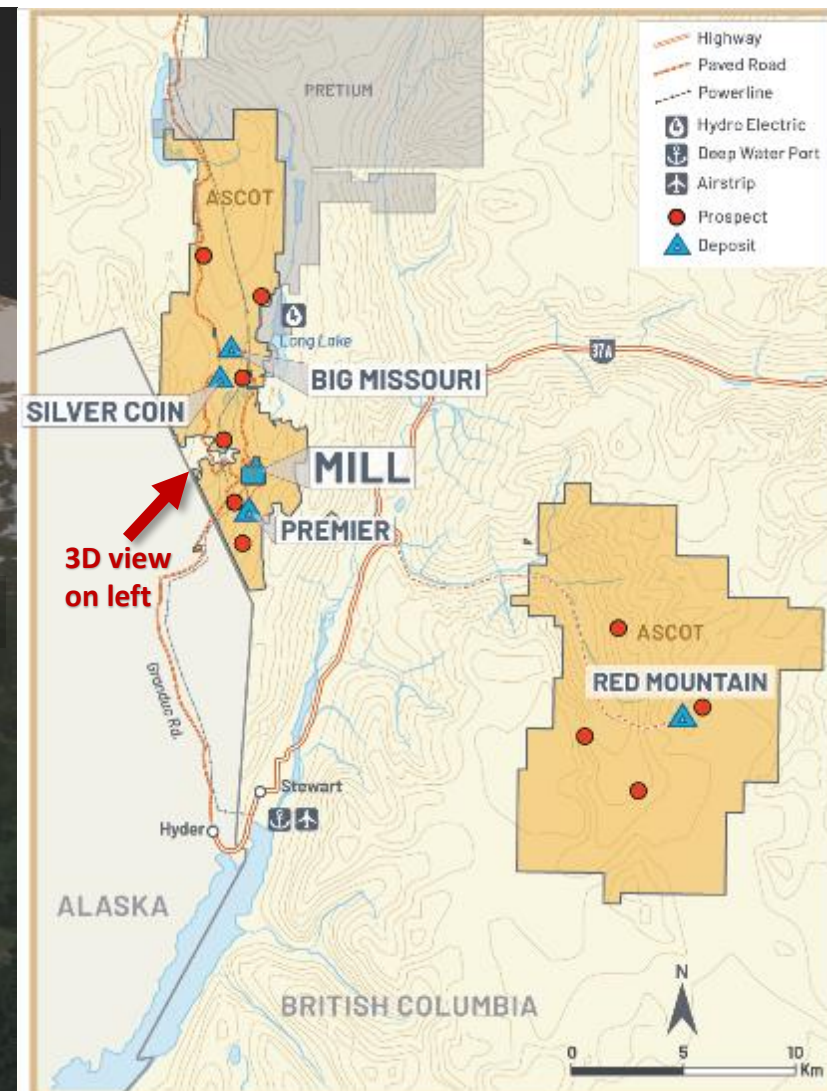 Highway
Paved Road
Powerline
Hydro Electric
Deep Water Port
Airstrip
Prospect
Deposit
PRETIUM
ASCOT
Long Lake
37A
BIG MISSOURI
SILVER COIN
MILL
PREMIER
3D view
on left
ASCOT
RED MOUNTAIN
Granduc Rd.
Stewart
Hyder
ALASKA
BRITISH COLUMBIA
N
0 5 10
Km